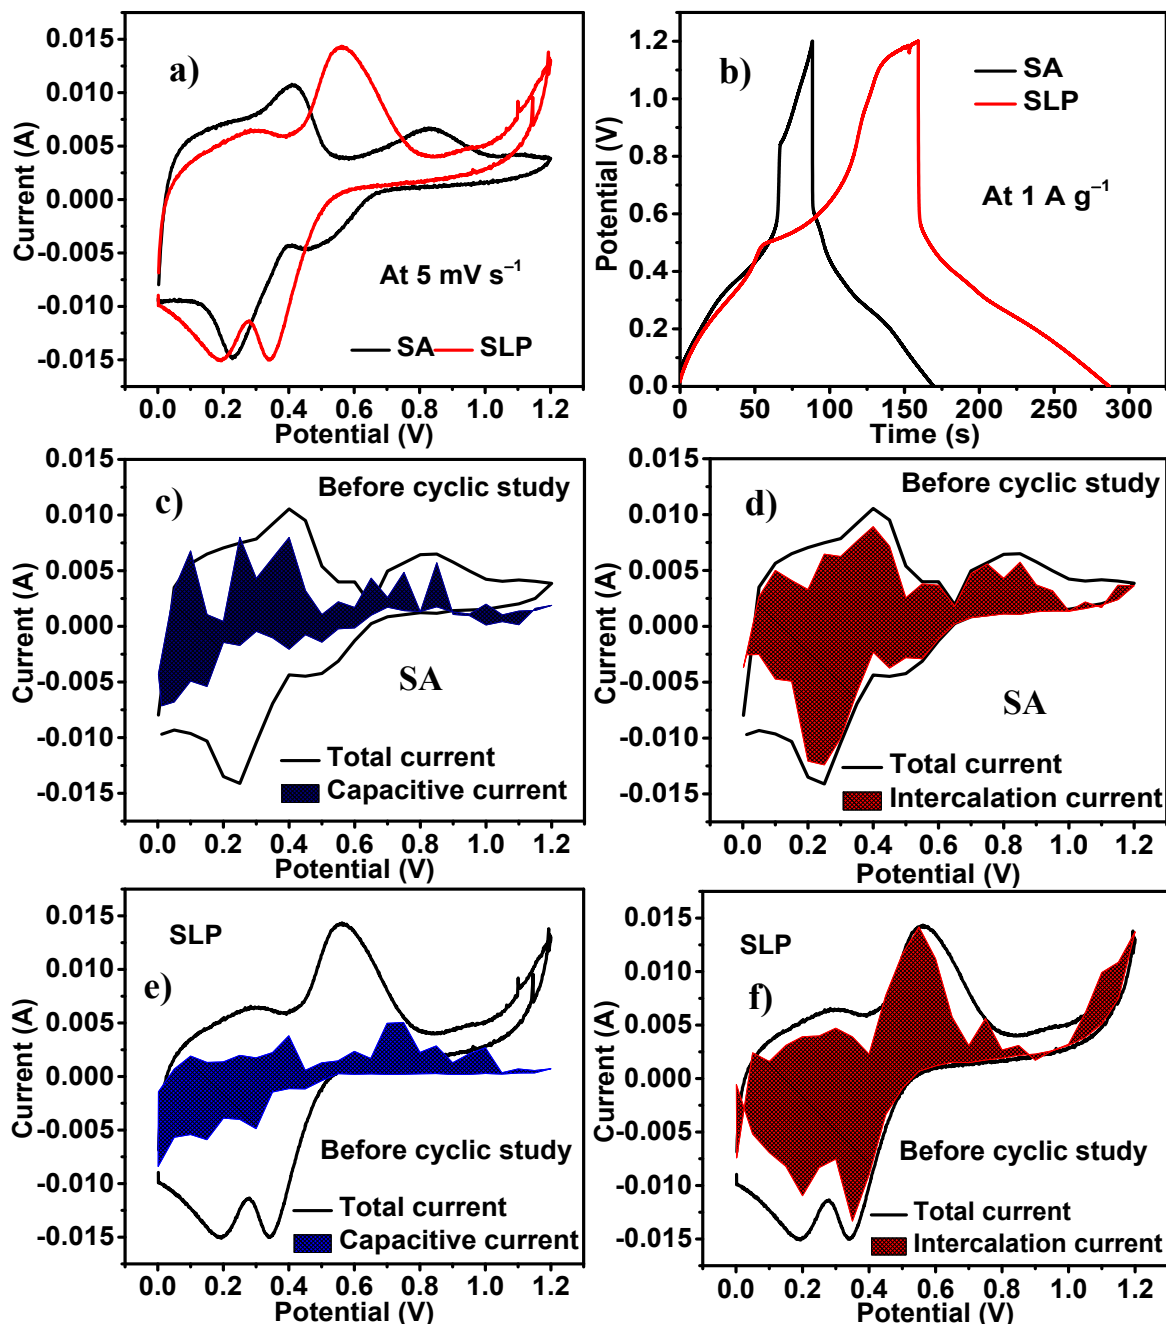 a)
0.015
0.010
0.005
0.000
-0.005
-0.010
-0.015
Current (A)
At 5 mV s⁻¹
SA
SLP
0.0 0.2 0.4 0.6 0.8 1.0 1.2
Potential (V)
b)
1.2
1.0
0.8
0.6
0.4
0.2
0.0
Potential (V)
SA
SLP
At 1 A g⁻¹
0 50 100 150 200 250 300
Time (s)
c)
0.015
0.010
0.005
0.000
-0.005
-0.010
-0.015
Current (A)
Before cyclic study
SA
Total current
Capacitive current
0.0 0.2 0.4 0.6 0.8 1.0 1.2
Potential (V)
d)
0.015
0.010
0.005
0.000
-0.005
-0.010
-0.015
Current (A)
Before cyclic study
SA
Total current
Intercalation current
0.0 0.2 0.4 0.6 0.8 1.0 1.2
Potential (V)
SLP
e)
0.015
0.010
0.005
0.000
-0.005
-0.010
-0.015
Current (A)
Before cyclic study
Total current
Capacitive current
0.0 0.2 0.4 0.6 0.8 1.0 1.2
Potential (V)
SLP
f)
0.015
0.010
0.005
0.000
-0.005
-0.010
-0.015
Current (A)
Before cyclic study
Total current
Intercalation current
0.0 0.2 0.4 0.6 0.8 1.0 1.2
Potential (V)